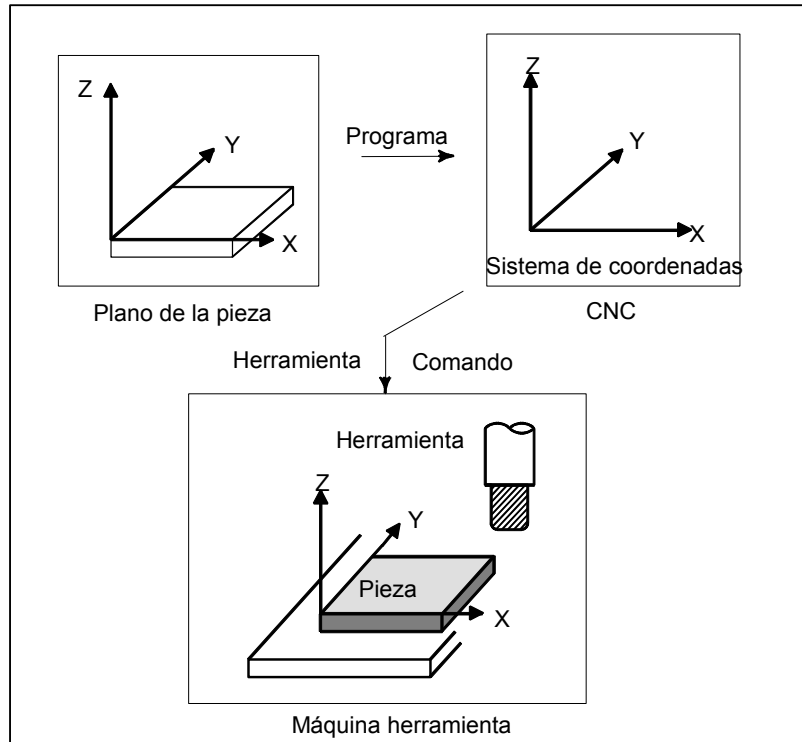 Z
Y
X
Plano de la pieza
Programa
Z
Y
X
Sistema de coordenadas
CNC
Herramienta Comando
Herramienta
Z
Y
Pieza
X
Máquina herramienta